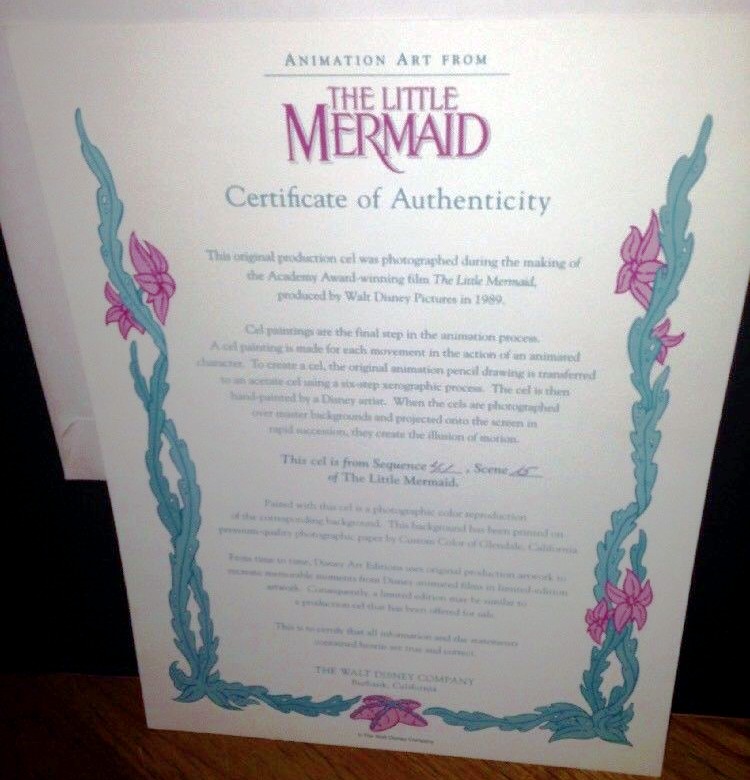 ANIMATION ART FROM
THE LITTLE
MERMAID
Certificate of Authenticity
This original production cel was photographed during the making of
the Academy Award-winning film The Little Mermaid,
produced by Walt Disney Pictures in 1989.
Cel paintings are the final step in the animation process.
A cel painting is made for each movement in the action of an animated
character. To create a cel, the original animation pencil drawing is transferred
to an acetate cel using a six-step xerographic process. The cel is then
hand-painted by a Disney artist. When the cels are photographed
over master backgrounds and projected onto the screen in
rapid succession, they create the illusion of motion.
This cel is from Sequence , Scene 15
of The Little Mermaid.
Paired with this cel is a photographic color reproduction
of the corresponding background. This background has been printed on
premium-quality photographic paper by Custom Color of Glendale, California
From time to time, Disney Art Editions uses original production artwork to
recreate memorable moments from Disney animated films in limited-edition
artwork. Consequently, a limited edition may be similar to
a production cel that has been offered for sale.
This is to certify that all information and the statements
contained herein are true and correct.
THE WALT DISNEY COMPANY
Burbank, California
© The Walt Disney Company